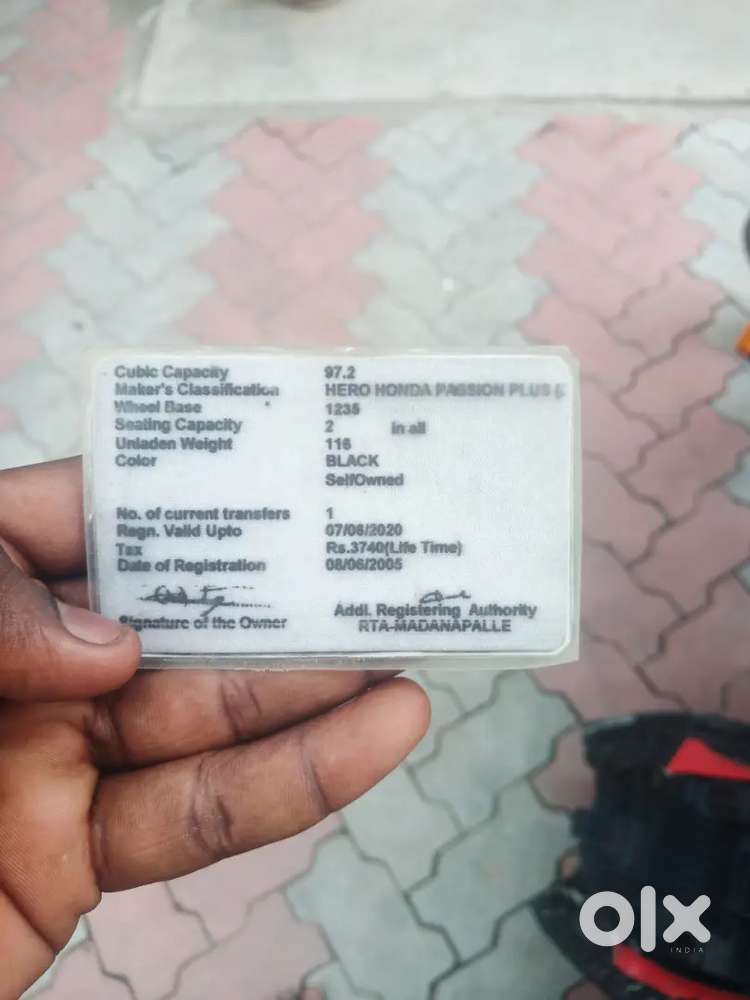 Cubic Capacity 97.2
Maker's Classification HERO HONDA PASSION PLUS (
Wheel Base 1235
Seating Capacity 2 in all
Unladen Weight 116
Color BLACK
SelfOwned
No. of current transfers 1
Regn. Valid Upto 07/06/2020
Tax Rs.3740(Life Time)
Date of Registration 08/06/2005
Signature of the Owner
Addl. Registering Authority
RTA-MADANAPALLE
olx
INDIA